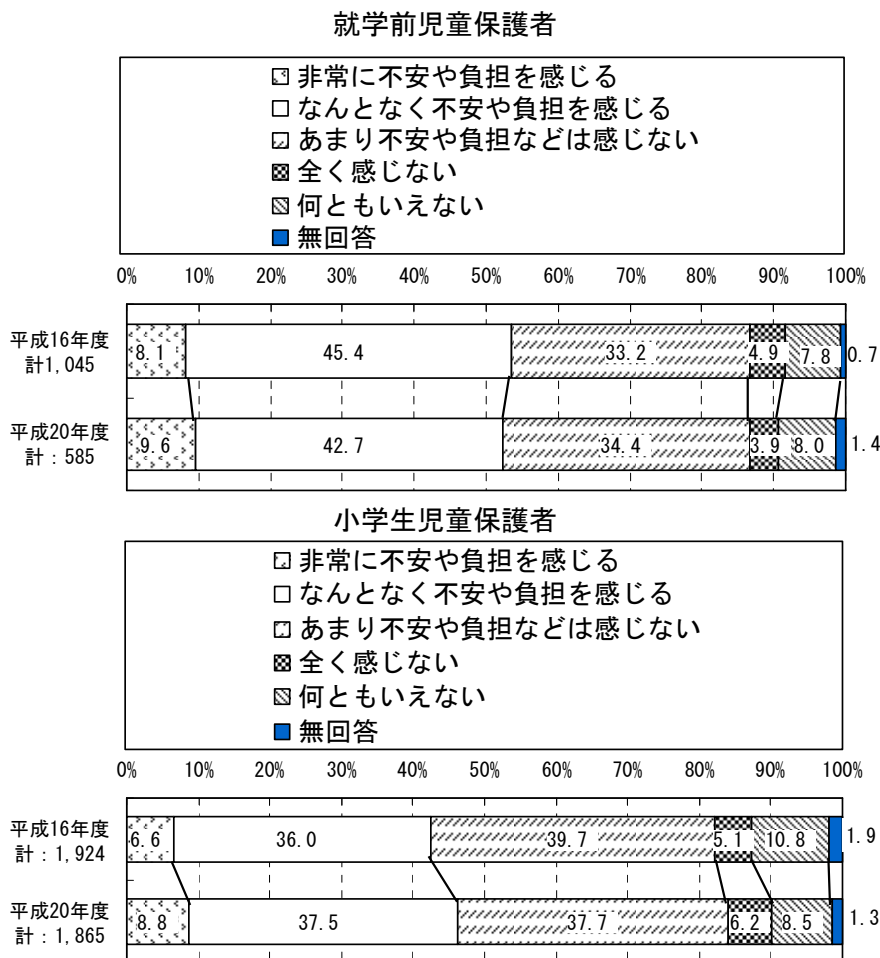 就学前児童保護者
非常に不安や負担を感じる
なんとなく不安や負担を感じる
あまり不安や負担などは感じない
全く感じない
何ともいえない
無回答
0% 10% 20% 30% 40% 50% 60% 70% 80% 90% 100%
平成16年度
計1,045
8.1 45.4 33.2 4.9 7.8 0.7
平成20年度
計：585
9.6 42.7 34.4 3.9 8.0 1.4
小学生児童保護者
非常に不安や負担を感じる
なんとなく不安や負担を感じる
あまり不安や負担などは感じない
全く感じない
何ともいえない
無回答
0% 10% 20% 30% 40% 50% 60% 70% 80% 90% 100%
平成16年度
計：1,924
6.6 36.0 39.7 5.1 10.8 1.9
平成20年度
計：1,865
8.8 37.5 37.7 6.2 8.5 1.3